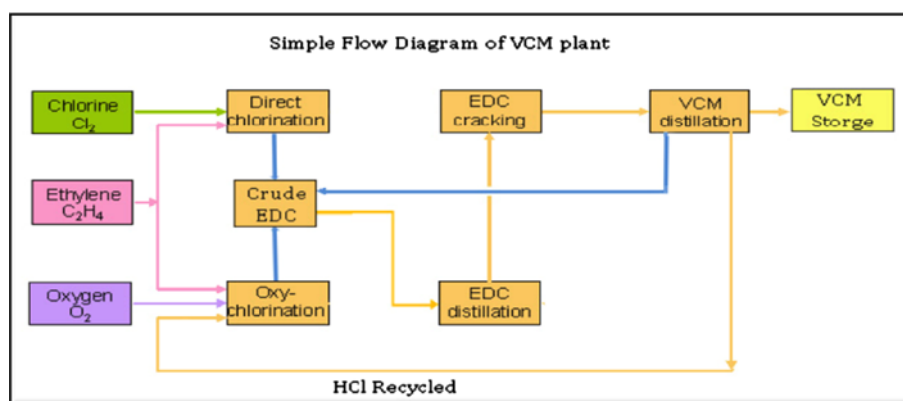 Simple Flow Diagram of VCM plant
Chlorine
Cl₂
Direct
chlorination
EDC
cracking
VCM
distillation
VCM
Storge
Ethylene
C₂H₄
Crude
EDC
Oxygen
O₂
Oxy-
chlorination
EDC
distillation
HCl Recycled